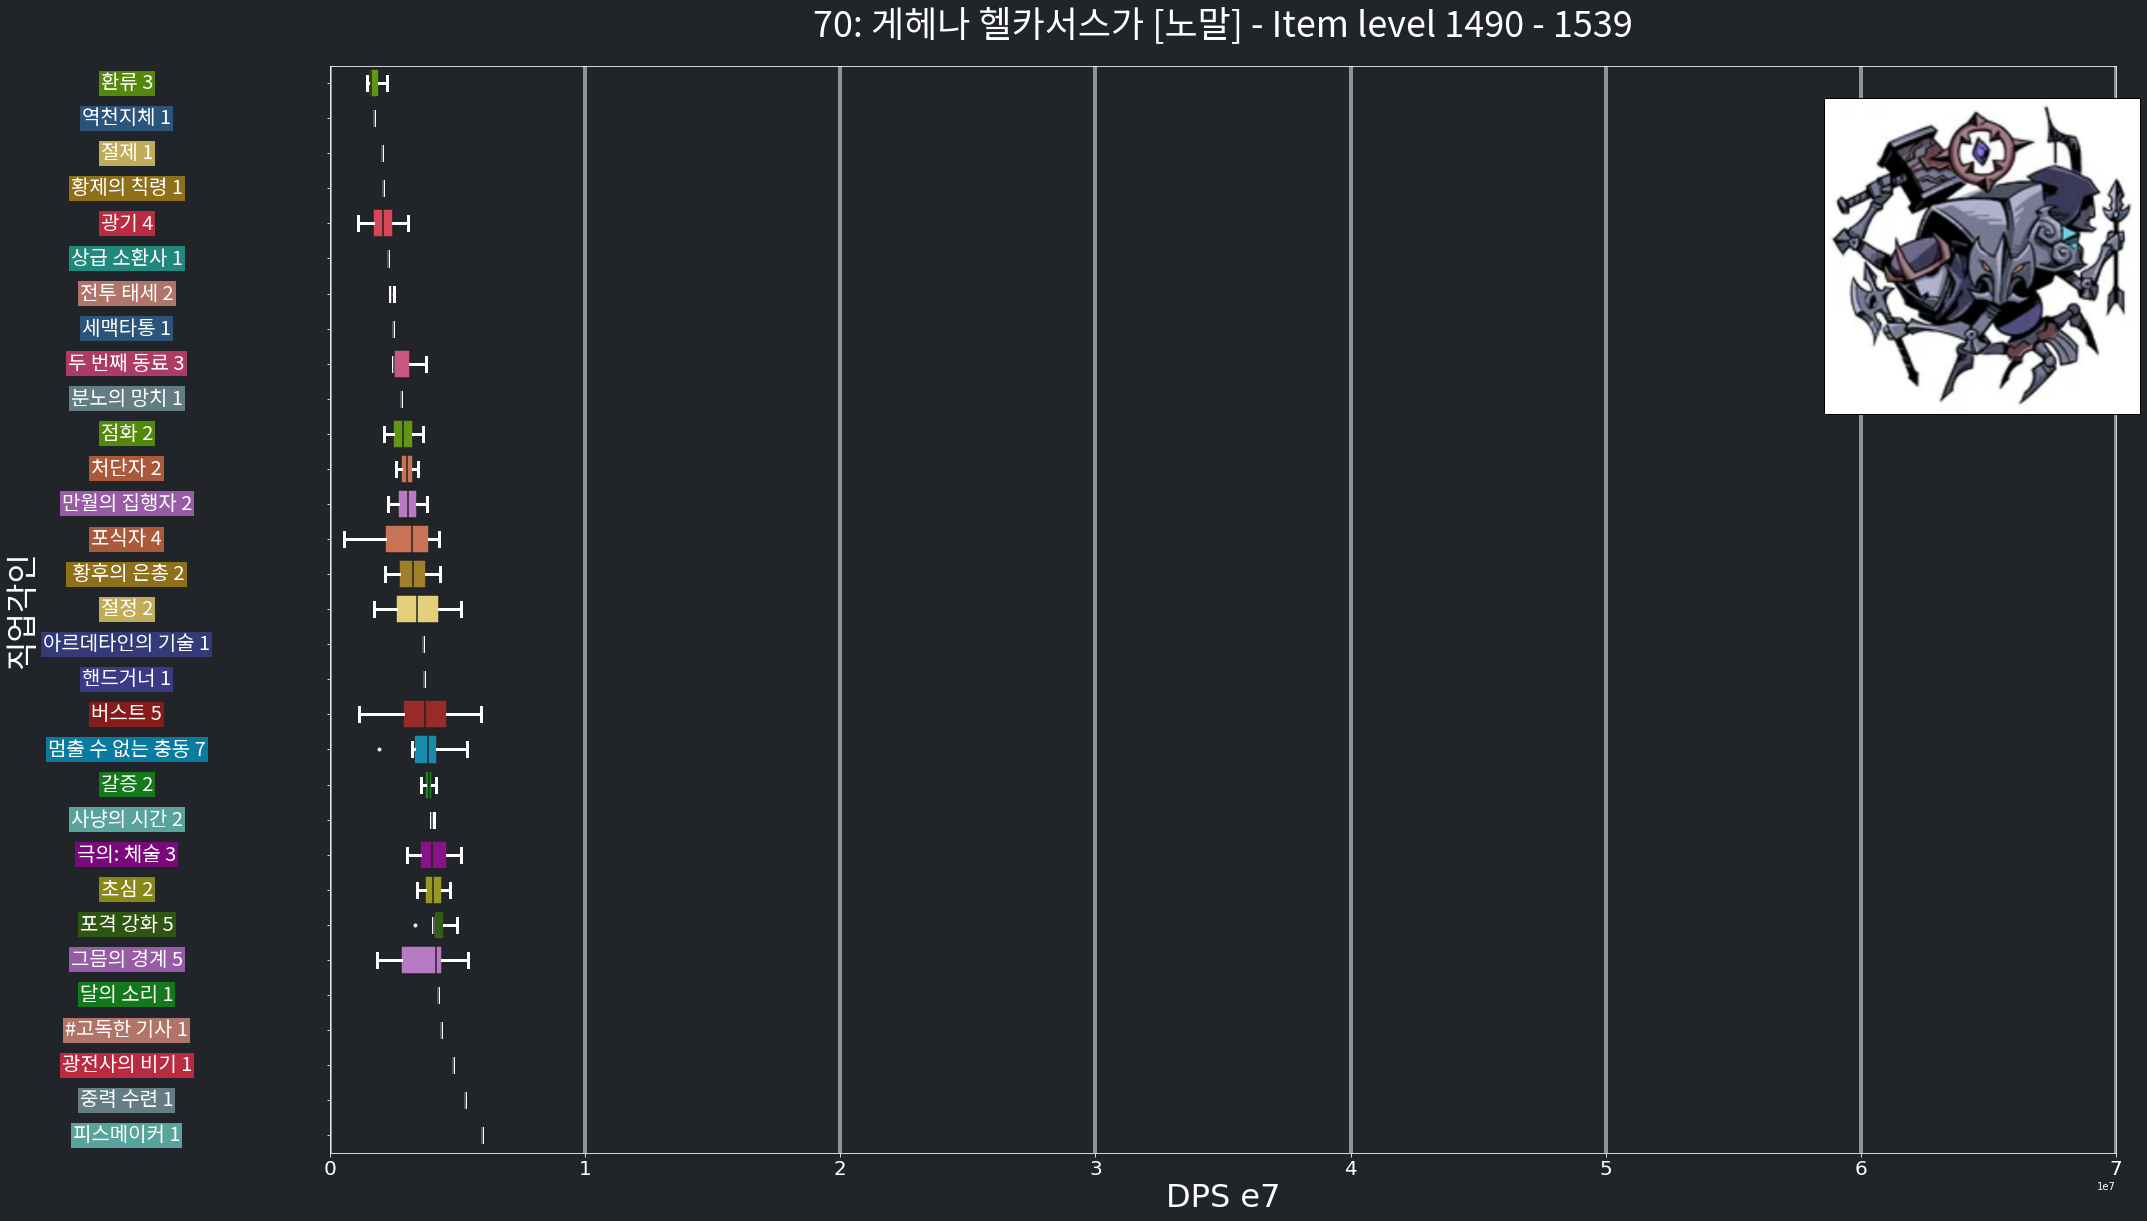 70: 게헤나 헬카서스가 [노말] - Item level 1490 - 1539
환류 3
역천지체 1
절제 1
황제의 칙령 1
광기 4
상급 소환사 1
전투 태세 2
세맥타통 1
두 번째 동료 3
분노의 망치 1
점화 2
처단자 2
만월의 집행자 2
포식자 4
황후의 은총 2
절정 2
아르데타인의 기술 1
핸드거너 1
버스트 5
멈출 수 없는 충동 7
갈증 2
사냥의 시간 2
극의: 체술 3
초심 2
포격 강화 5
그믐의 경계 5
달의 소리 1
#고독한 기사 1
광전사의 비기 1
중력 수련 1
피스메이커 1
직업각인
0 1 2 3 4 5 6 7
1e7
DPS e7